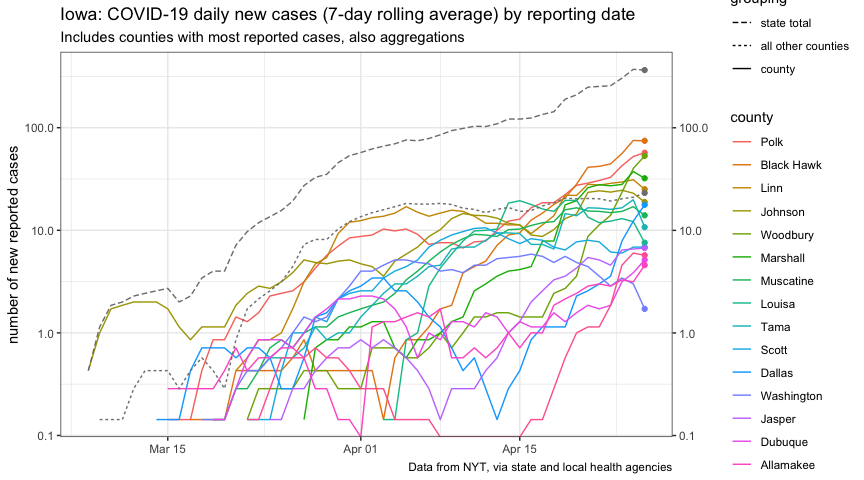 Iowa: COVID-19 daily new cases (7-day rolling average) by reporting date
Includes counties with most reported cases, also aggregations
number of new reported cases
100.0
10.0
1.0
0.1
100.0
10.0
1.0
0.1
Mar 15
Apr 01
Apr 15
Data from NYT, via state and local health agencies
grouping
state total
all other counties
county
county
Polk
Black Hawk
Linn
Johnson
Woodbury
Marshall
Muscatine
Louisa
Tama
Scott
Dallas
Washington
Jasper
Dubuque
Allamakee